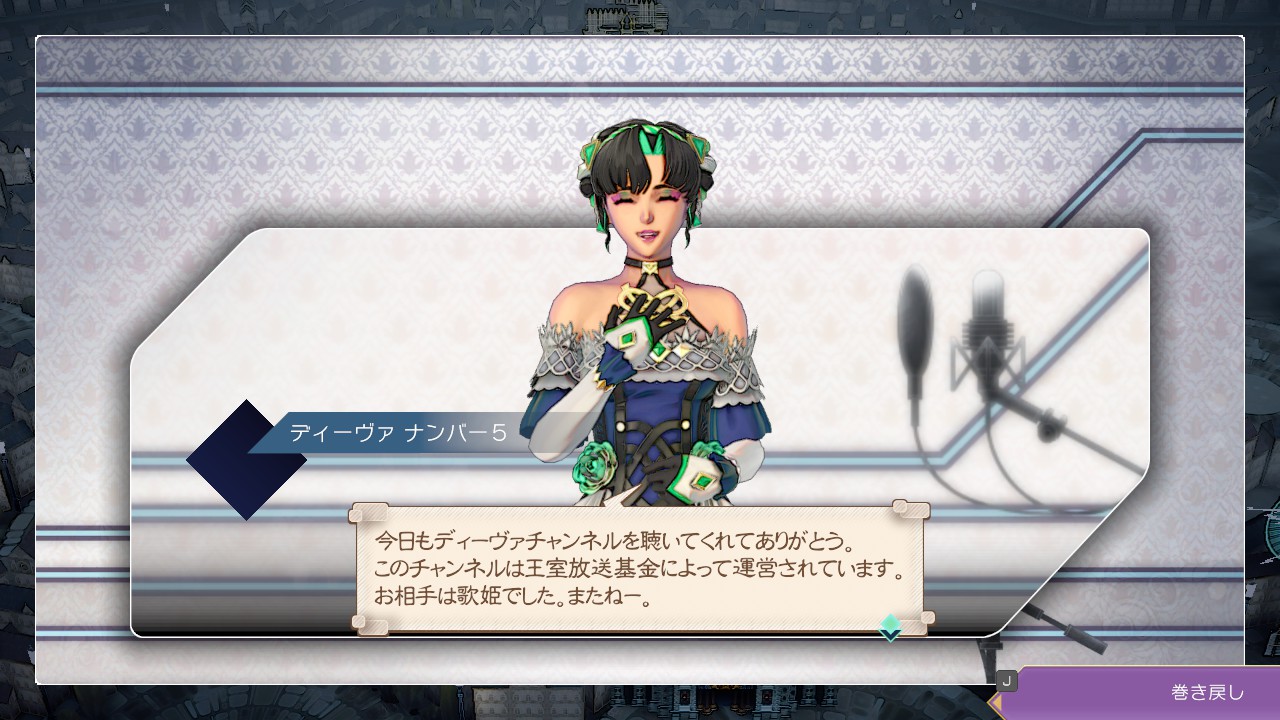 ディーヴァ ナンバー5
今日もディーヴァチャンネルを聴いてくれてありがとう。
このチャンネルは王室放送基金によって運営されています。
お相手は歌姫でした。またねー。
J
巻き戻し